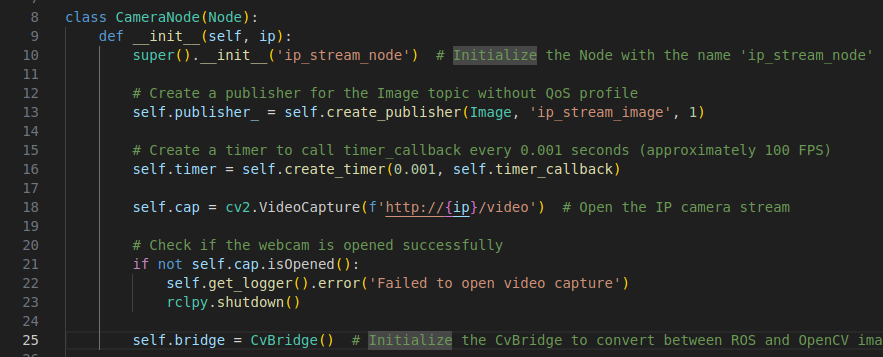 8 class CameraNode(Node):
9 def __init__(self, ip):
10 super().__init__('ip_stream_node')  # Initialize the Node with the name 'ip_stream_node'
11
12 # Create a publisher for the Image topic without QoS profile
13 self.publisher_ = self.create_publisher(Image, 'ip_stream_image', 1)
14
15 # Create a timer to call timer_callback every 0.001 seconds (approximately 100 FPS)
16 self.timer = self.create_timer(0.001, self.timer_callback)
17
18 self.cap = cv2.VideoCapture(f'http://{ip}/video')  # Open the IP camera stream
19
20 # Check if the webcam is opened successfully
21 if not self.cap.isOpened():
22 self.get_logger().error('Failed to open video capture')
23 rclpy.shutdown()
24
25 self.bridge = CvBridge()  # Initialize the CvBridge to convert between ROS and OpenCV ima